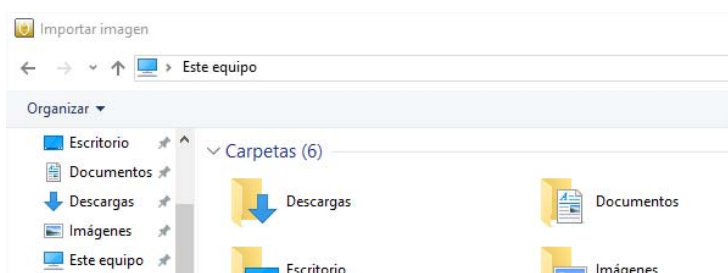 Importar imagen
Este equipo
Organizar
Escritorio
Documentos
Descargas
Imágenes
Este equipo
Carpetas (6)
Descargas
Documentos
Escritorio
Imágenes